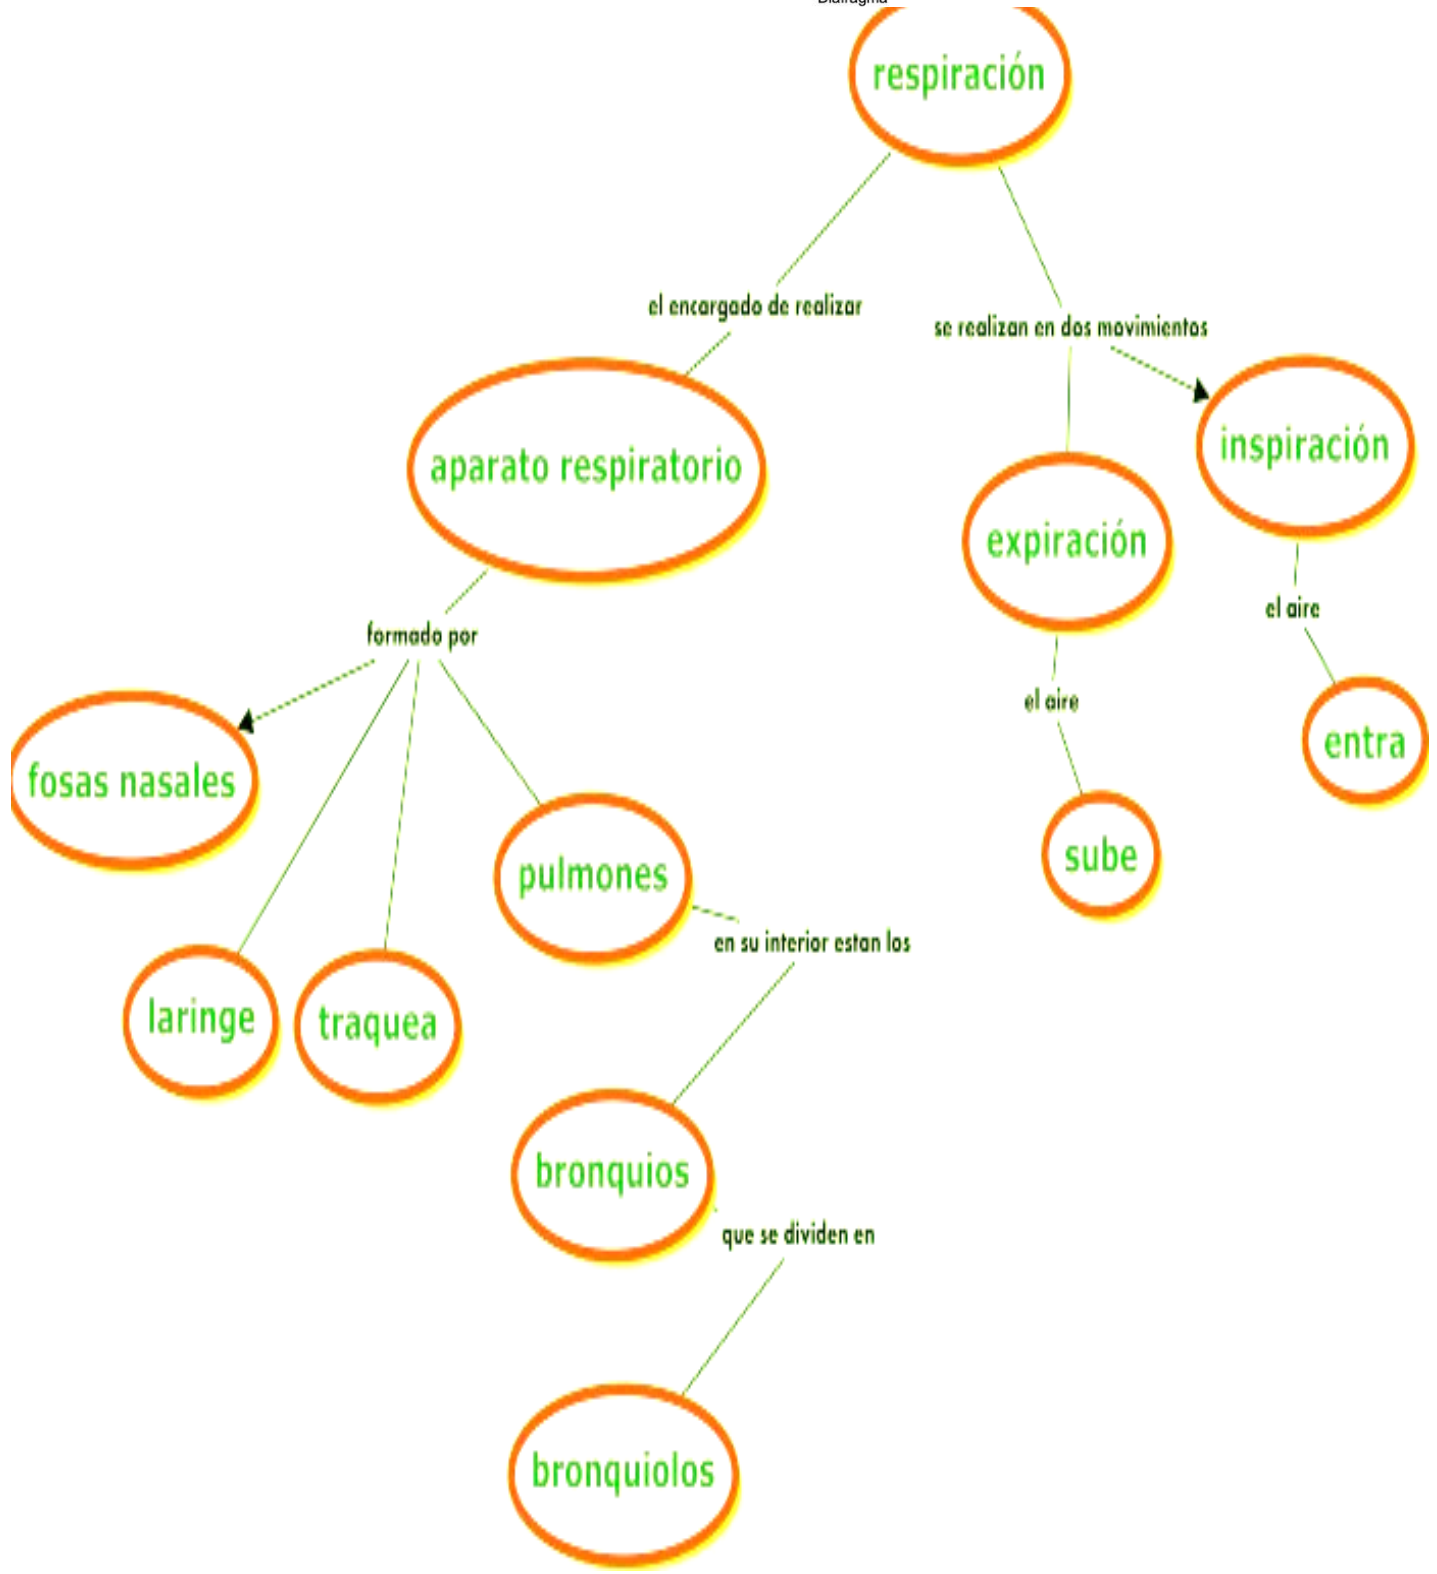 Diafragma
respiración
el encargado de realizar
se realizan en dos movimientos
aparato respiratorio
inspiración
expiración
el aire
formado por
el aire
fosas nasales
entra
pulmones
sube
en su interior estan los
laringe
traquea
bronquios
que se dividen en
bronquiolos